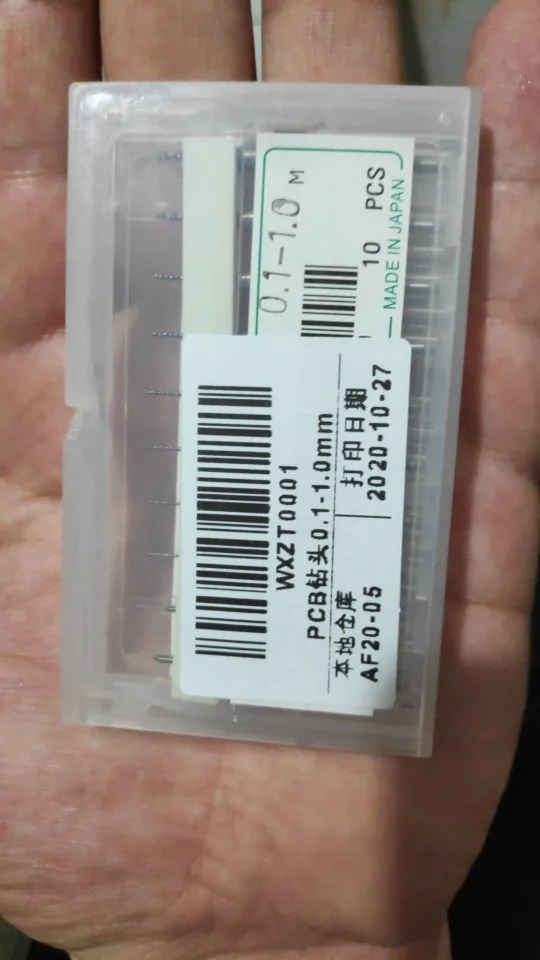 0.1-1.0 M
10 PCS
MADE IN JAPAN
WXZT0001
PCB钻头0.1-1.0mm
本地仓库
AF20-05
打印日期
2020-10-27